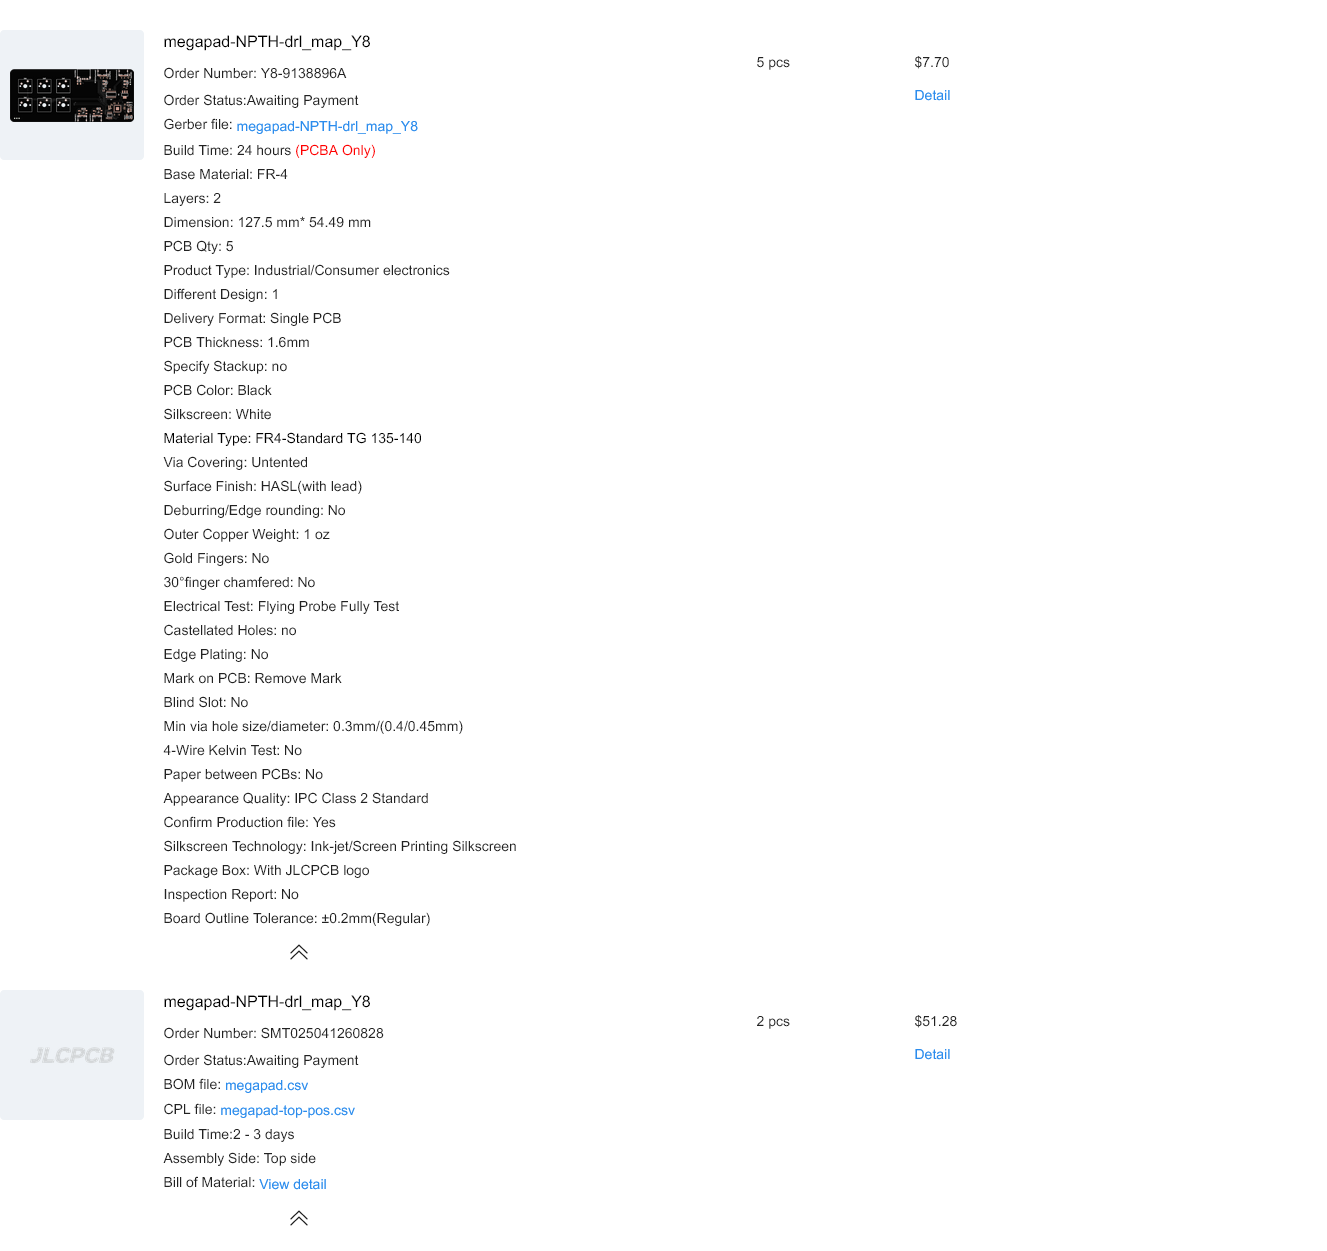 megapad-NPTH-drl_map_Y8
5 pcs
$7.70
Order Number: Y8-9138896A
Detail
Order Status:Awaiting Payment
Gerber file: megapad-NPTH-drl_map_Y8
Build Time: 24 hours (PCBA Only)
Base Material: FR-4
Layers: 2
Dimension: 127.5 mm* 54.49 mm
PCB Qty: 5
Product Type: Industrial/Consumer electronics
Different Design: 1
Delivery Format: Single PCB
PCB Thickness: 1.6mm
Specify Stackup: no
PCB Color: Black
Silkscreen: White
Material Type: FR4-Standard TG 135-140
Via Covering: Untented
Surface Finish: HASL(with lead)
Deburring/Edge rounding: No
Outer Copper Weight: 1 oz
Gold Fingers: No
30°finger chamfered: No
Electrical Test: Flying Probe Fully Test
Castellated Holes: no
Edge Plating: No
Mark on PCB: Remove Mark
Blind Slot: No
Min via hole size/diameter: 0.3mm/(0.4/0.45mm)
4-Wire Kelvin Test: No
Paper between PCBs: No
Appearance Quality: IPC Class 2 Standard
Confirm Production file: Yes
Silkscreen Technology: Ink-jet/Screen Printing Silkscreen
Package Box: With JLCPCB logo
Inspection Report: No
Board Outline Tolerance: ±0.2mm(Regular)
JLCPCB
megapad-NPTH-drl_map_Y8
2 pcs
$51.28
Order Number: SMT025041260828
Detail
Order Status:Awaiting Payment
BOM file: megapad.csv
CPL file: megapad-top-pos.csv
Build Time:2 - 3 days
Assembly Side: Top side
Bill of Material: View detail